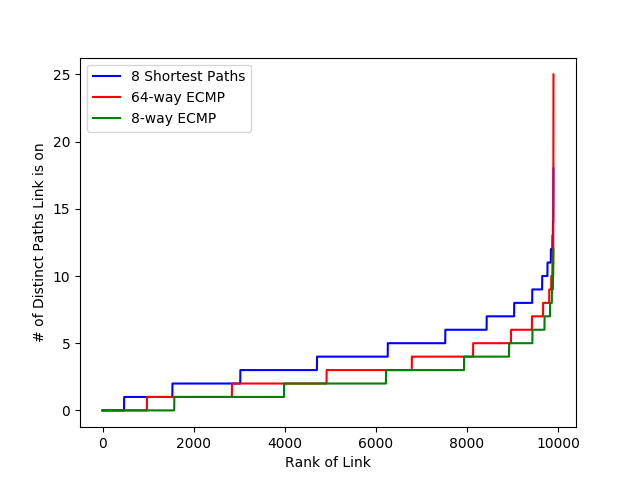 25
20
15
10
5
0
# of Distinct Paths Link is on
8 Shortest Paths
64-way ECMP
8-way ECMP
0 2000 4000 6000 8000 10000
Rank of Link